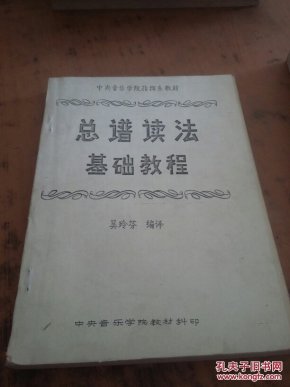 中央音乐学院指挥系教材
总谱读法
基础教程
吴玲芬 编译
中央音乐学院教材科印
孔夫子旧书网